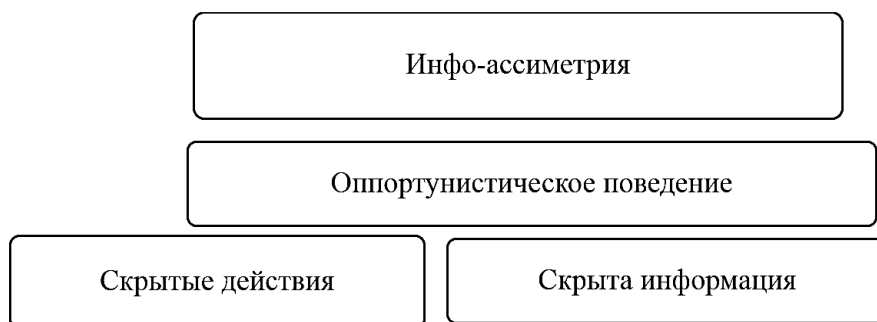 Инфо-ассиметрия
Оппортунистическое поведение
Скрытые действия
Скрыта информация